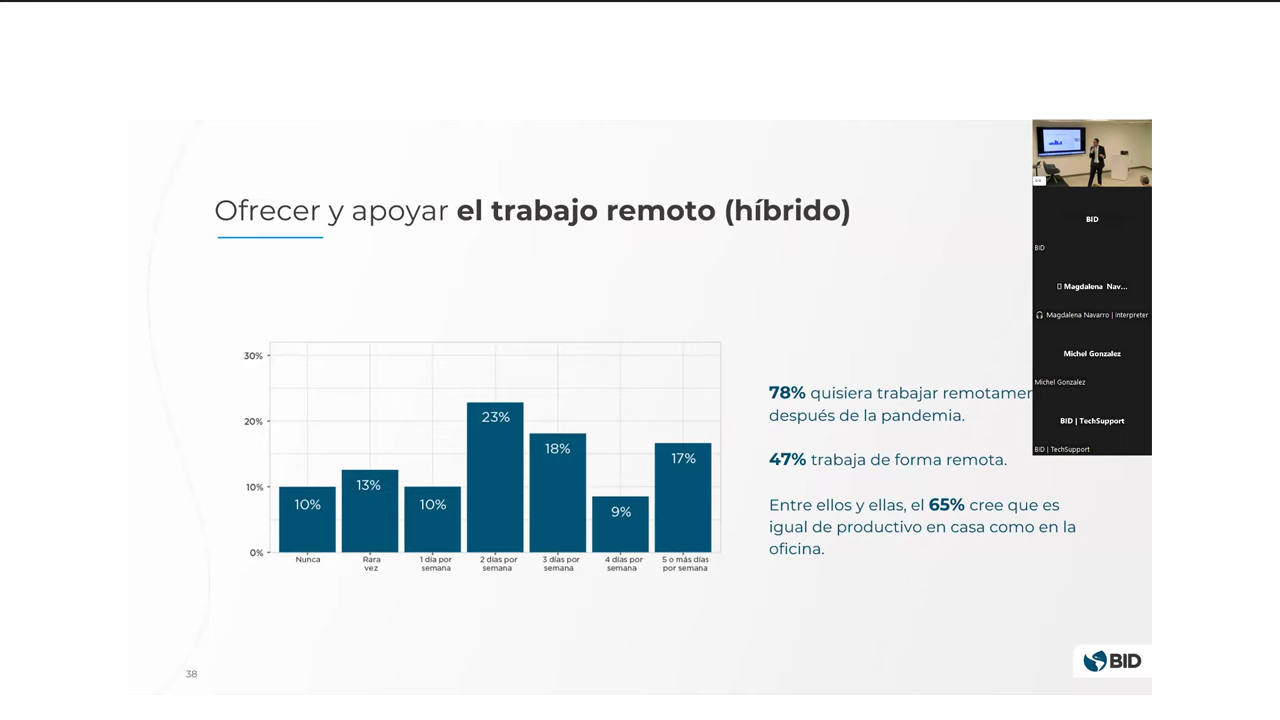 Ofrecer y apoyar el trabajo remoto (híbrido)
30%
20%
10%
0%
10%
13%
10%
23%
18%
9%
17%
Nunca
Rara
vez
1 día por
semana
2 días por
semana
3 días por
semana
4 días por
semana
5 o más días
por semana
78% quisiera trabajar
después de la pandemia.
47% trabaja de forma remota.
Entre ellos y ellas, el 65% cree que es
igual de productivo en casa como en la
oficina.
BID
BID
Magdalena Nav...
Magdalena Navarro | Interpreter
Michel Gonzalez
Michel Gonzalez
BID | TechSupport
BID | TechSupport
38
BID